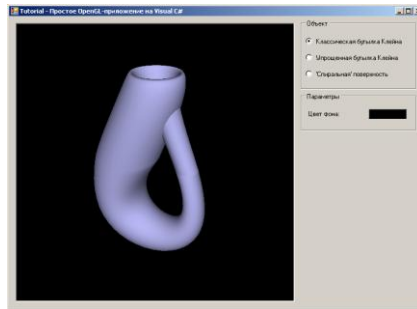 Tutorial - Простое OpenGL-приложение на Visual C#
Объект
Классическая бутылка Клейна
Упрощенная бутылка Клейна
'Спиральная' поверхность
Параметры
Цвет фона: